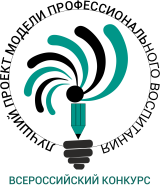 ЛУЧШИЙ ПРОЕКТ МОДЕЛИ ПРОФЕССИОНАЛЬНОГО ВОСПИТАНИЯ
ВСЕРОССИЙСКИЙ КОНКУРС